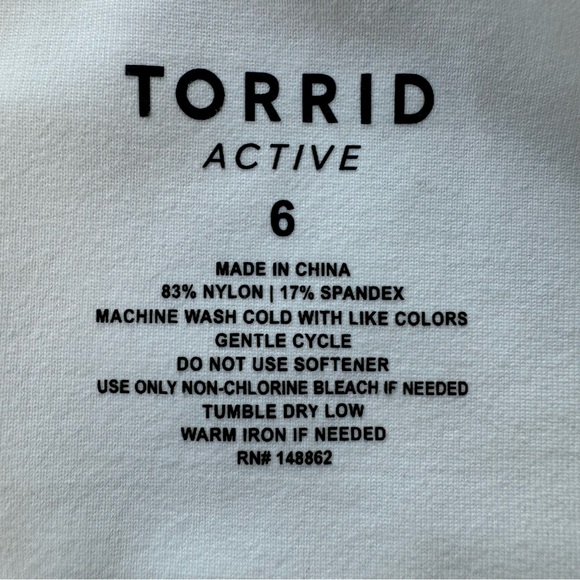 TORRID
ACTIVE
6
MADE IN CHINA
83% NYLON | 17% SPANDEX
MACHINE WASH COLD WITH LIKE COLORS
GENTLE CYCLE
DO NOT USE SOFTENER
USE ONLY NON-CHLORINE BLEACH IF NEEDED
TUMBLE DRY LOW
WARM IRON IF NEEDED
RN# 148862